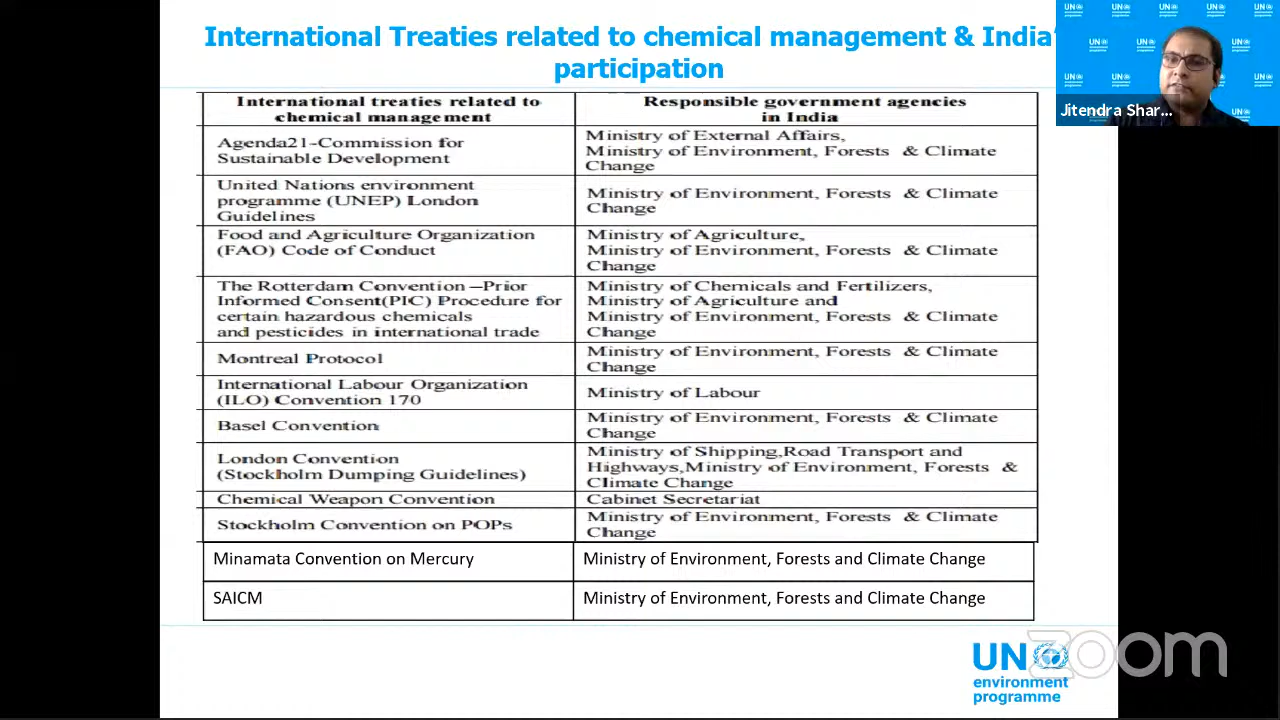 International Treaties related to chemical management & India'
participation
International treaties related to
chemical management
Responsible government agencies
in India
Agenda21-Commission for
Sustainable Development
Ministry of External Affairs,
Ministry of Environment, Forests & Climate
Change
United Nations environment
programme (UNEP) London
Guidelines
Ministry of Environment, Forests & Climate
Change
Food and Agriculture Organization
(FAO) Code of Conduct
Ministry of Agriculture,
Ministry of Environment, Forests & Climate
Change
The Rotterdam Convention –Prior
Informed Consent(PIC) Procedure for
certain hazardous chemicals
and pesticides in international trade
Ministry of Chemicals and Fertilizers,
Ministry of Agriculture and
Ministry of Environment, Forests & Climate
Change
Montreal Protocol
Ministry of Environment, Forests & Climate
Change
International Labour Organization
(ILO) Convention 170
Ministry of Labour
Basel Convention
Ministry of Environment, Forests & Climate
Change
London Convention
(Stockholm Dumping Guidelines)
Ministry of Shipping,Road Transport and
Highways,Ministry of Environment, Forests &
Climate Change
Chemical Weapon Convention
Cabinet Secretariat
Stockholm Convention on POPs
Ministry of Environment, Forests & Climate
Change
Minamata Convention on Mercury
Ministry of Environment, Forests and Climate Change
SAICM
Ministry of Environment, Forests and Climate Change
Jitendra Shar...
UN
environment
programme
zoom